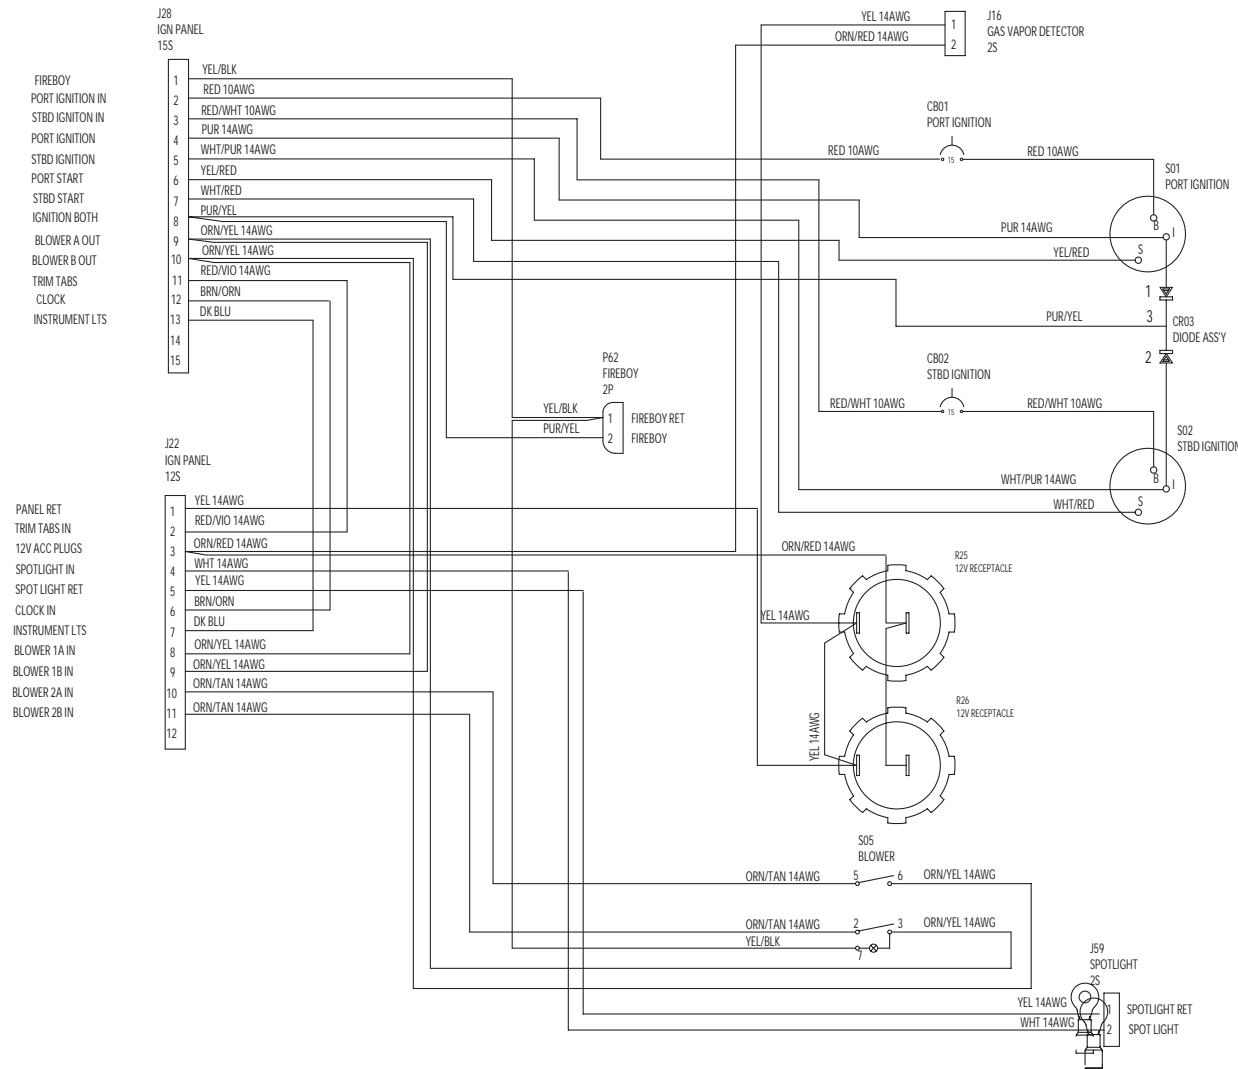 J28
IGN PANEL
15S
FIREBOY
PORT IGNITION IN
STBD IGNITON IN
PORT IGNITION
STBD IGNITION
PORT START
STBD START
IGNITION BOTH
BLOWER A OUT
BLOWER B OUT
TRIM TABS
CLOCK
INSTRUMENT LTS
1
2
3
4
5
6
7
8
9
10
11
12
13
14
15
YEL/BLK
RED 10AWG
RED/WHT 10AWG
PUR 14AWG
WHT/PUR 14AWG
YEL/RED
WHT/RED
PUR/YEL
ORN/YEL 14AWG
ORN/YEL 14AWG
RED/VIO 14AWG
BRN/ORN
DK BLU
YEL 14AWG
ORN/RED 14AWG
1
2
J16
GAS VAPOR DETECTOR
2S
CB01
PORT IGNITION
RED 10AWG
15
RED 10AWG
S01
PORT IGNITION
B
I
S
PUR 14AWG
YEL/RED
1
3
2
PUR/YEL
CR03
DIODE ASS'Y
CB02
STBD IGNITION
RED/WHT 10AWG
15
RED/WHT 10AWG
S02
STBD IGNITION
B
I
S
WHT/PUR 14AWG
WHT/RED
P62
FIREBOY
2P
YEL/BLK
PUR/YEL
1
2
FIREBOY RET
FIREBOY
J22
IGN PANEL
12S
PANEL RET
TRIM TABS IN
12V ACC PLUGS
SPOTLIGHT IN
SPOT LIGHT RET
CLOCK IN
INSTRUMENT LTS
BLOWER 1A IN
BLOWER 1B IN
BLOWER 2A IN
BLOWER 2B IN
1
2
3
4
5
6
7
8
9
10
11
12
YEL 14AWG
RED/VIO 14AWG
ORN/RED 14AWG
WHT 14AWG
YEL 14AWG
BRN/ORN
DK BLU
ORN/YEL 14AWG
ORN/YEL 14AWG
ORN/TAN 14AWG
ORN/TAN 14AWG
ORN/RED 14AWG
R25
12V RECEPTACLE
YEL 14AWG
YEL 14AWG
R26
12V RECEPTACLE
S05
BLOWER
ORN/TAN 14AWG
5
6
ORN/YEL 14AWG
ORN/TAN 14AWG
2
3
ORN/YEL 14AWG
YEL/BLK
7
J59
SPOTLIGHT
2S
YEL 14AWG
1
SPOTLIGHT RET
WHT 14AWG
2
SPOT LIGHT